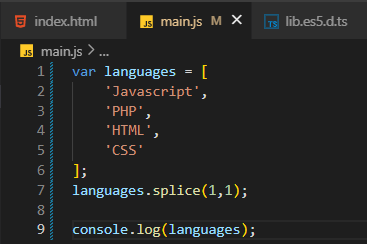 index.html main.js M lib.es5.d.ts
JS main.js > ...
1 var languages = [
2 'Javascript',
3 'PHP',
4 'HTML',
5 'CSS'
6 ];
7 languages.splice(1,1);
8
9 console.log(languages);